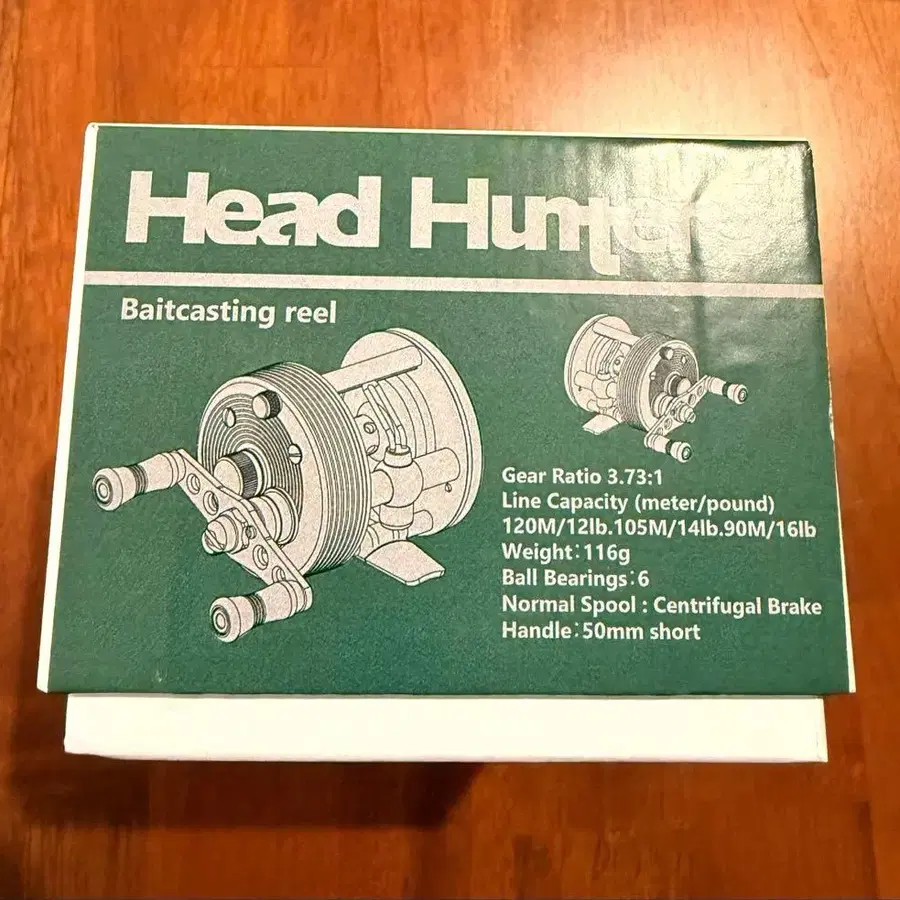 Head Hunters
Baitcasting reel
Gear Ratio 3.73:1
Line Capacity (meter/pound)
120M/12lb.105M/14lb.90M/16lb
Weight:116g
Ball Bearings:6
Normal Spool : Centrifugal Brake
Handle:50mm short